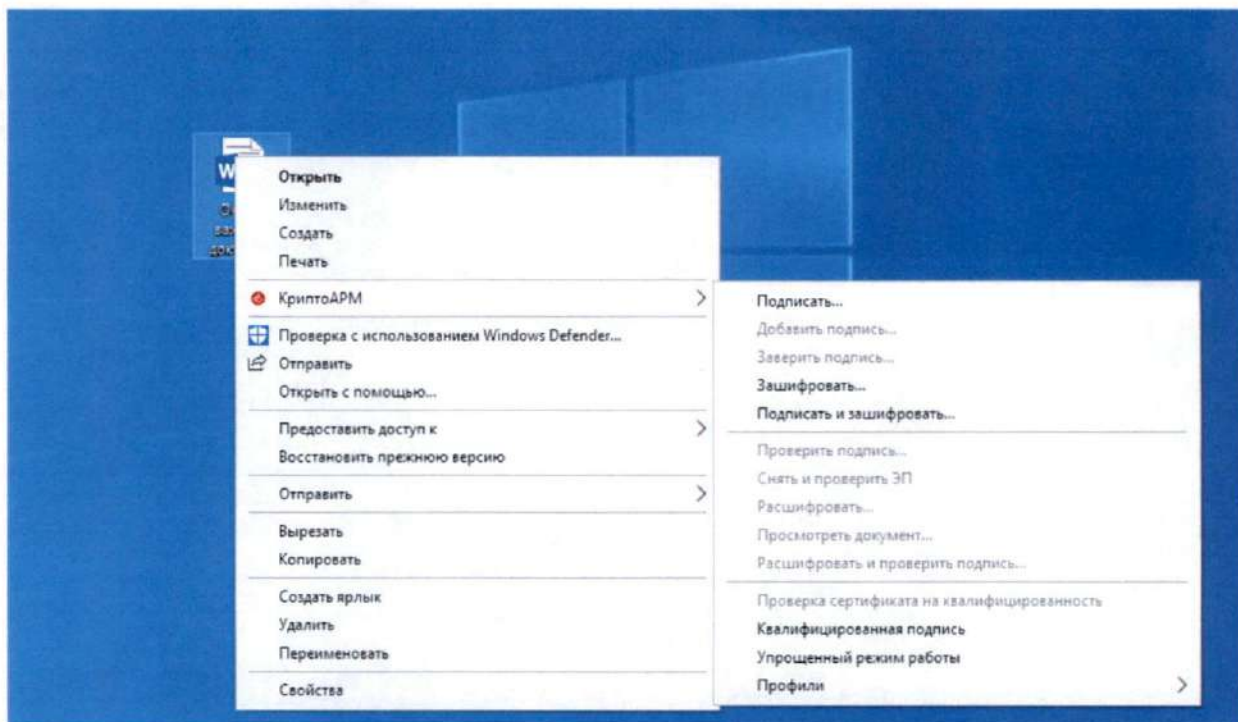 W
Открыть
Изменить
Создать
Печать
КриптоАРМ
Проверка с использованием Windows Defender...
Отправить
Открыть с помощью...
Предоставить доступ к
Восстановить прежнюю версию
Отправить
Вырезать
Копировать
Создать ярлык
Удалить
Переименовать
Свойства
Подписать...
Добавить подпись...
Заверить подпись...
Зашифровать...
Подписать и зашифровать...
Проверить подпись...
Снять и проверить ЭП
Расшифровать...
Просмотреть документ...
Расшифровать и проверить подпись...
Проверка сертификата на квалифицированность
Квалифицированная подпись
Упрощенный режим работы
Профили